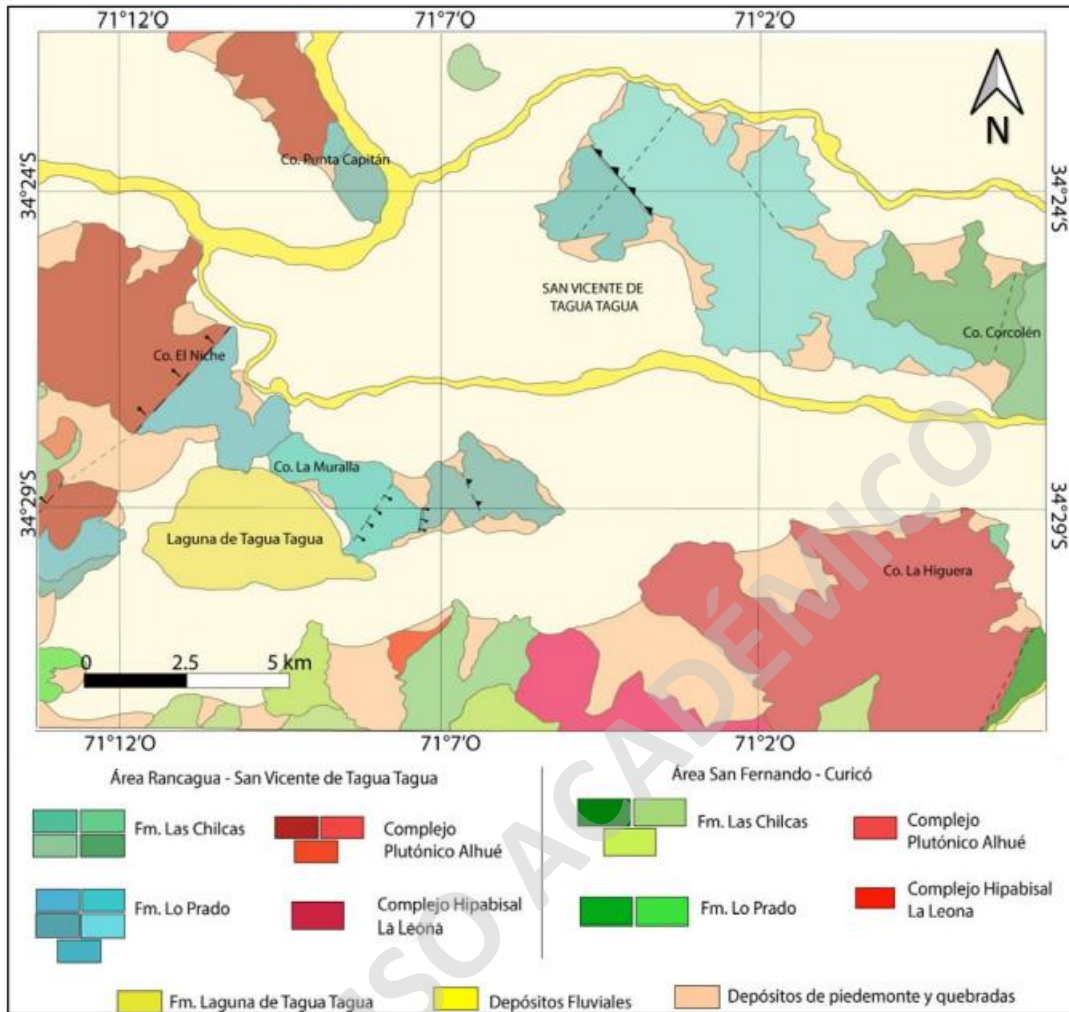 71°12'O 71°7'O 71°2'O
N
Co. Punta Capitán
34°24'S 34°24'S
SAN VICENTE DE
TAGUA TAGUA
Co. Corcolén
Co. El Niche
Co. La Muralla
34°29'S 34°29'S
Laguna de Tagua Tagua
Co. La Higuera
0 2.5 5 km
71°12'O 71°7'O 71°2'O
Área Rancagua - San Vicente de Tagua Tagua
Fm. Las Chilcas
Complejo
Plutónico Alhué
Fm. Lo Prado
Complejo Hipabisal
La Leona
Área San Fernando - Curicó
Fm. Las Chilcas
Complejo
Plutónico Alhué
Fm. Lo Prado
Complejo Hipabisal
La Leona
Fm. Laguna de Tagua Tagua
Depósitos Fluviales
Depósitos de piedemonte y quebradas
USO ACADÉMICO